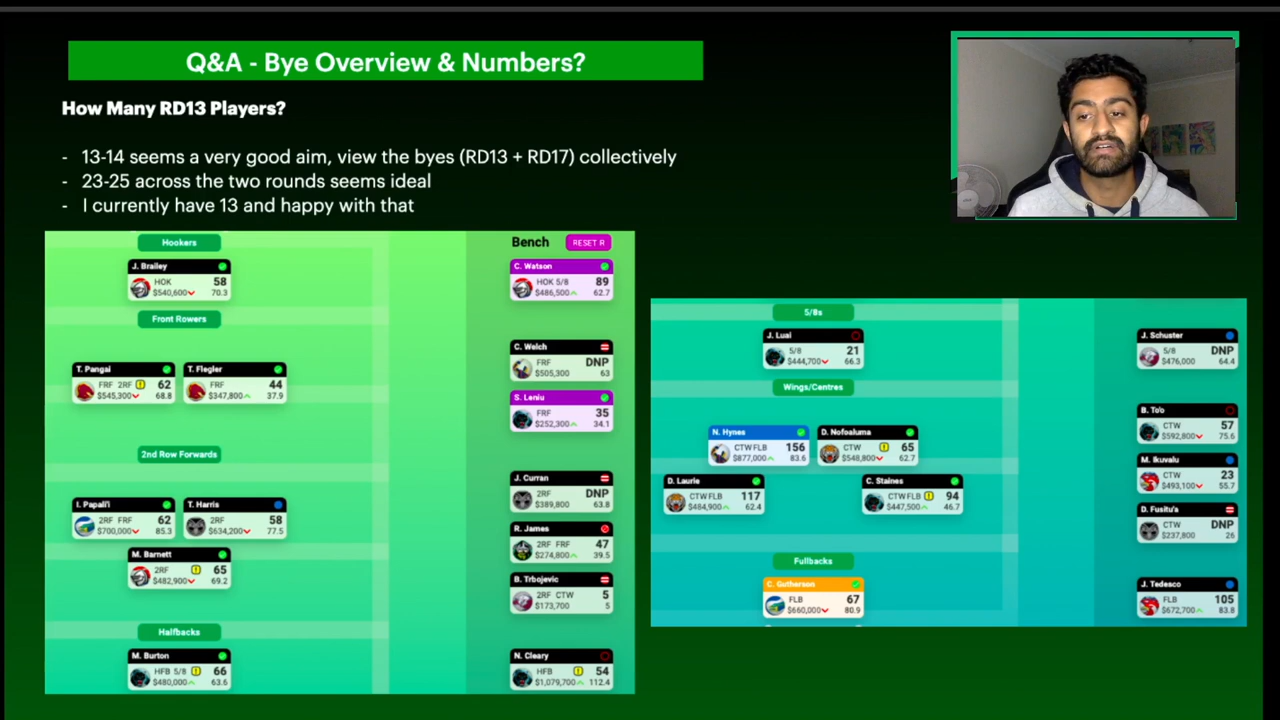 Q&A - Bye Overview & Numbers?
How Many RD13 Players?
- 13-14 seems a very good aim, view the byes (RD13 + RD17) collectively
- 23-25 across the two rounds seems ideal
- I currently have 13 and happy with that
Hookers
Bench
RESET R
J. Brailey
HOK 58
$540,600 70.3
C. Watson
HOK 5/8 89
$486,500 62.7
Front Rowers
C. Welch
FRF DNP
$505,300 63
T. Pangai
FRF 2RF 62
$545,300 68.8
T. Flegler
FRF 44
$347,800 37.9
S. Leniu
FRF 35
$252,300 34.1
2nd Row Forwards
J. Curran
2RF DNP
$389,800 63.8
I. Papali'i
2RF FRF 62
$700,000 85.3
T. Harris
2RF 58
$634,200 77.5
R. James
2RF FRF 47
$274,800 39.5
M. Barnett
2RF 65
$482,900 69.2
B. Trbojevic
2RF CTW 5
$173,700 5
Halfbacks
M. Burton
HFB 5/8 66
$480,000 63.6
N. Cleary
HFB 54
$1,079,700 112.4
5/8s
J. Luai
5/8 21
$444,700 66.3
J. Schuster
5/8 DNP
$476,000 64.4
Wings/Centres
B. To'o
CTW 57
$592,800 75.6
N. Hynes
CTW FLB 156
$877,000 83.6
D. Nofoaluma
CTW 65
$548,800 62.7
M. Ikuvalu
CTW 23
$493,100 55.7
D. Laurie
CTW FLB 117
$484,900 62.4
C. Staines
CTW FLB 94
$447,500 46.7
D. Fusitu'a
CTW DNP
$237,800 26
Fullbacks
C. Gutherson
FLB 67
$660,000 80.9
J. Tedesco
FLB 105
$672,700 83.8